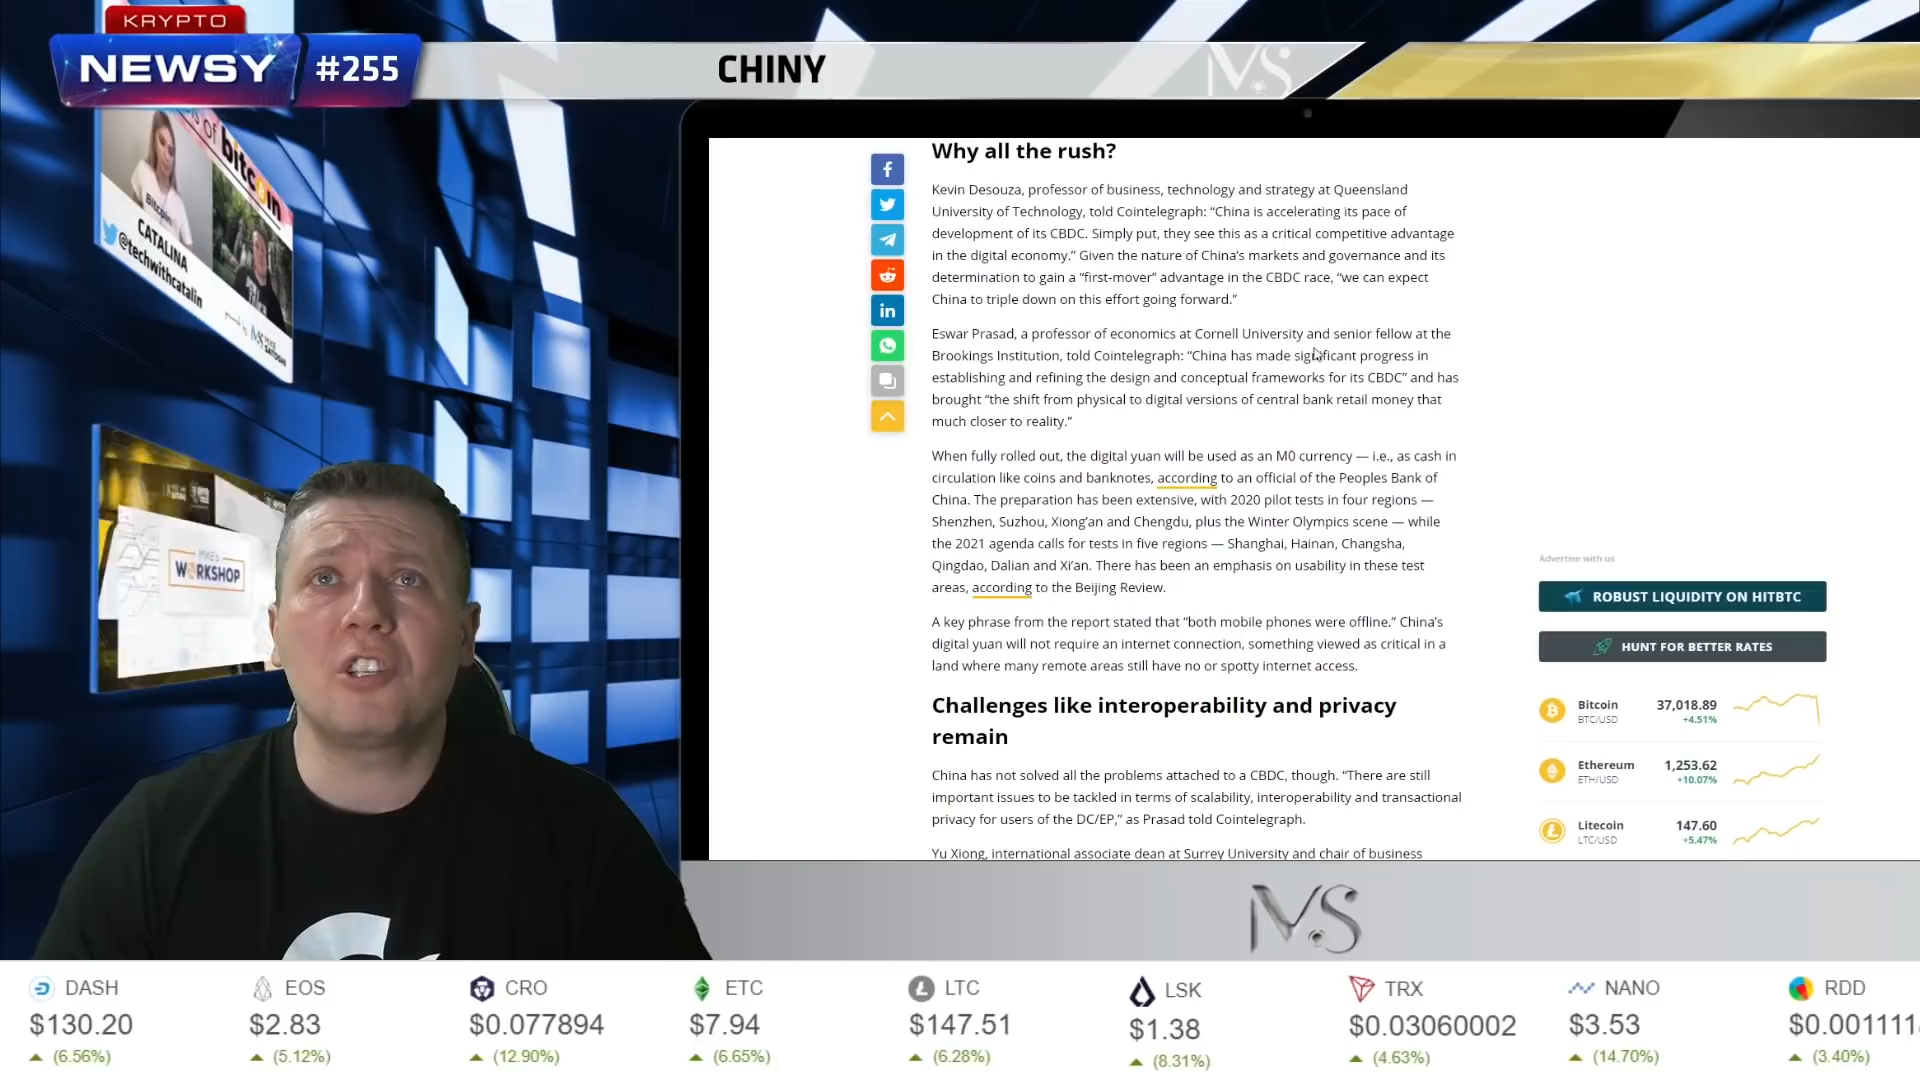 KRYPTO
NEWSY #255
CHINY
MS
bitcoin
Bitcoin
CATALINA
@techwithcatalin
MIKE
SATOSHI
MIKE's
WORKSHOP
Why all the rush?
Kevin Desouza, professor of business, technology and strategy at Queensland
University of Technology, told Cointelegraph: “China is accelerating its pace of
development of its CBDC. Simply put, they see this as a critical competitive advantage
in the digital economy.” Given the nature of China’s markets and governance and its
determination to gain a “first-mover” advantage in the CBDC race, “we can expect
China to triple down on this effort going forward.”
Eswar Prasad, a professor of economics at Cornell University and senior fellow at the
Brookings Institution, told Cointelegraph: “China has made significant progress in
establishing and refining the design and conceptual frameworks for its CBDC” and has
brought “the shift from physical to digital versions of central bank retail money that
much closer to reality.”
When fully rolled out, the digital yuan will be used as an M0 currency — i.e., as cash in
circulation like coins and banknotes, according to an official of the Peoples Bank of
China. The preparation has been extensive, with 2020 pilot tests in four regions —
Shenzhen, Suzhou, Xiong’an and Chengdu, plus the Winter Olympics scene — while
the 2021 agenda calls for tests in five regions — Shanghai, Hainan, Changsha,
Qingdao, Dalian and Xi’an. There has been an emphasis on usability in these test
areas, according to the Beijing Review.
A key phrase from the report stated that “both mobile phones were offline.” China’s
digital yuan will not require an internet connection, something viewed as critical in a
land where many remote areas still have no or spotty internet access.
Challenges like interoperability and privacy
remain
China has not solved all the problems attached to a CBDC, though. “There are still
important issues to be tackled in terms of scalability, interoperability and transactional
privacy for users of the DC/EP,” as Prasad told Cointelegraph.
Yu Xiong, international associate dean at Surrey University and chair of business
Advertise with us
ROBUST LIQUIDITY ON HITBTC
HUNT FOR BETTER RATES
Bitcoin 37,018.89
BTC/USD +4.51%
Ethereum 1,253.62
ETH/USD +10.07%
Litecoin 147.60
LTC/USD +5.47%
MS
DASH EOS CRO ETC LTC LSK TRX NANO RDD
$130.20 $2.83 $0.077894 $7.94 $147.51 $1.38 $0.03060002 $3.53 $0.001111
(6.56%) (5.12%) (12.90%) (6.65%) (6.28%) (8.31%) (4.63%) (14.70%) (3.40%)